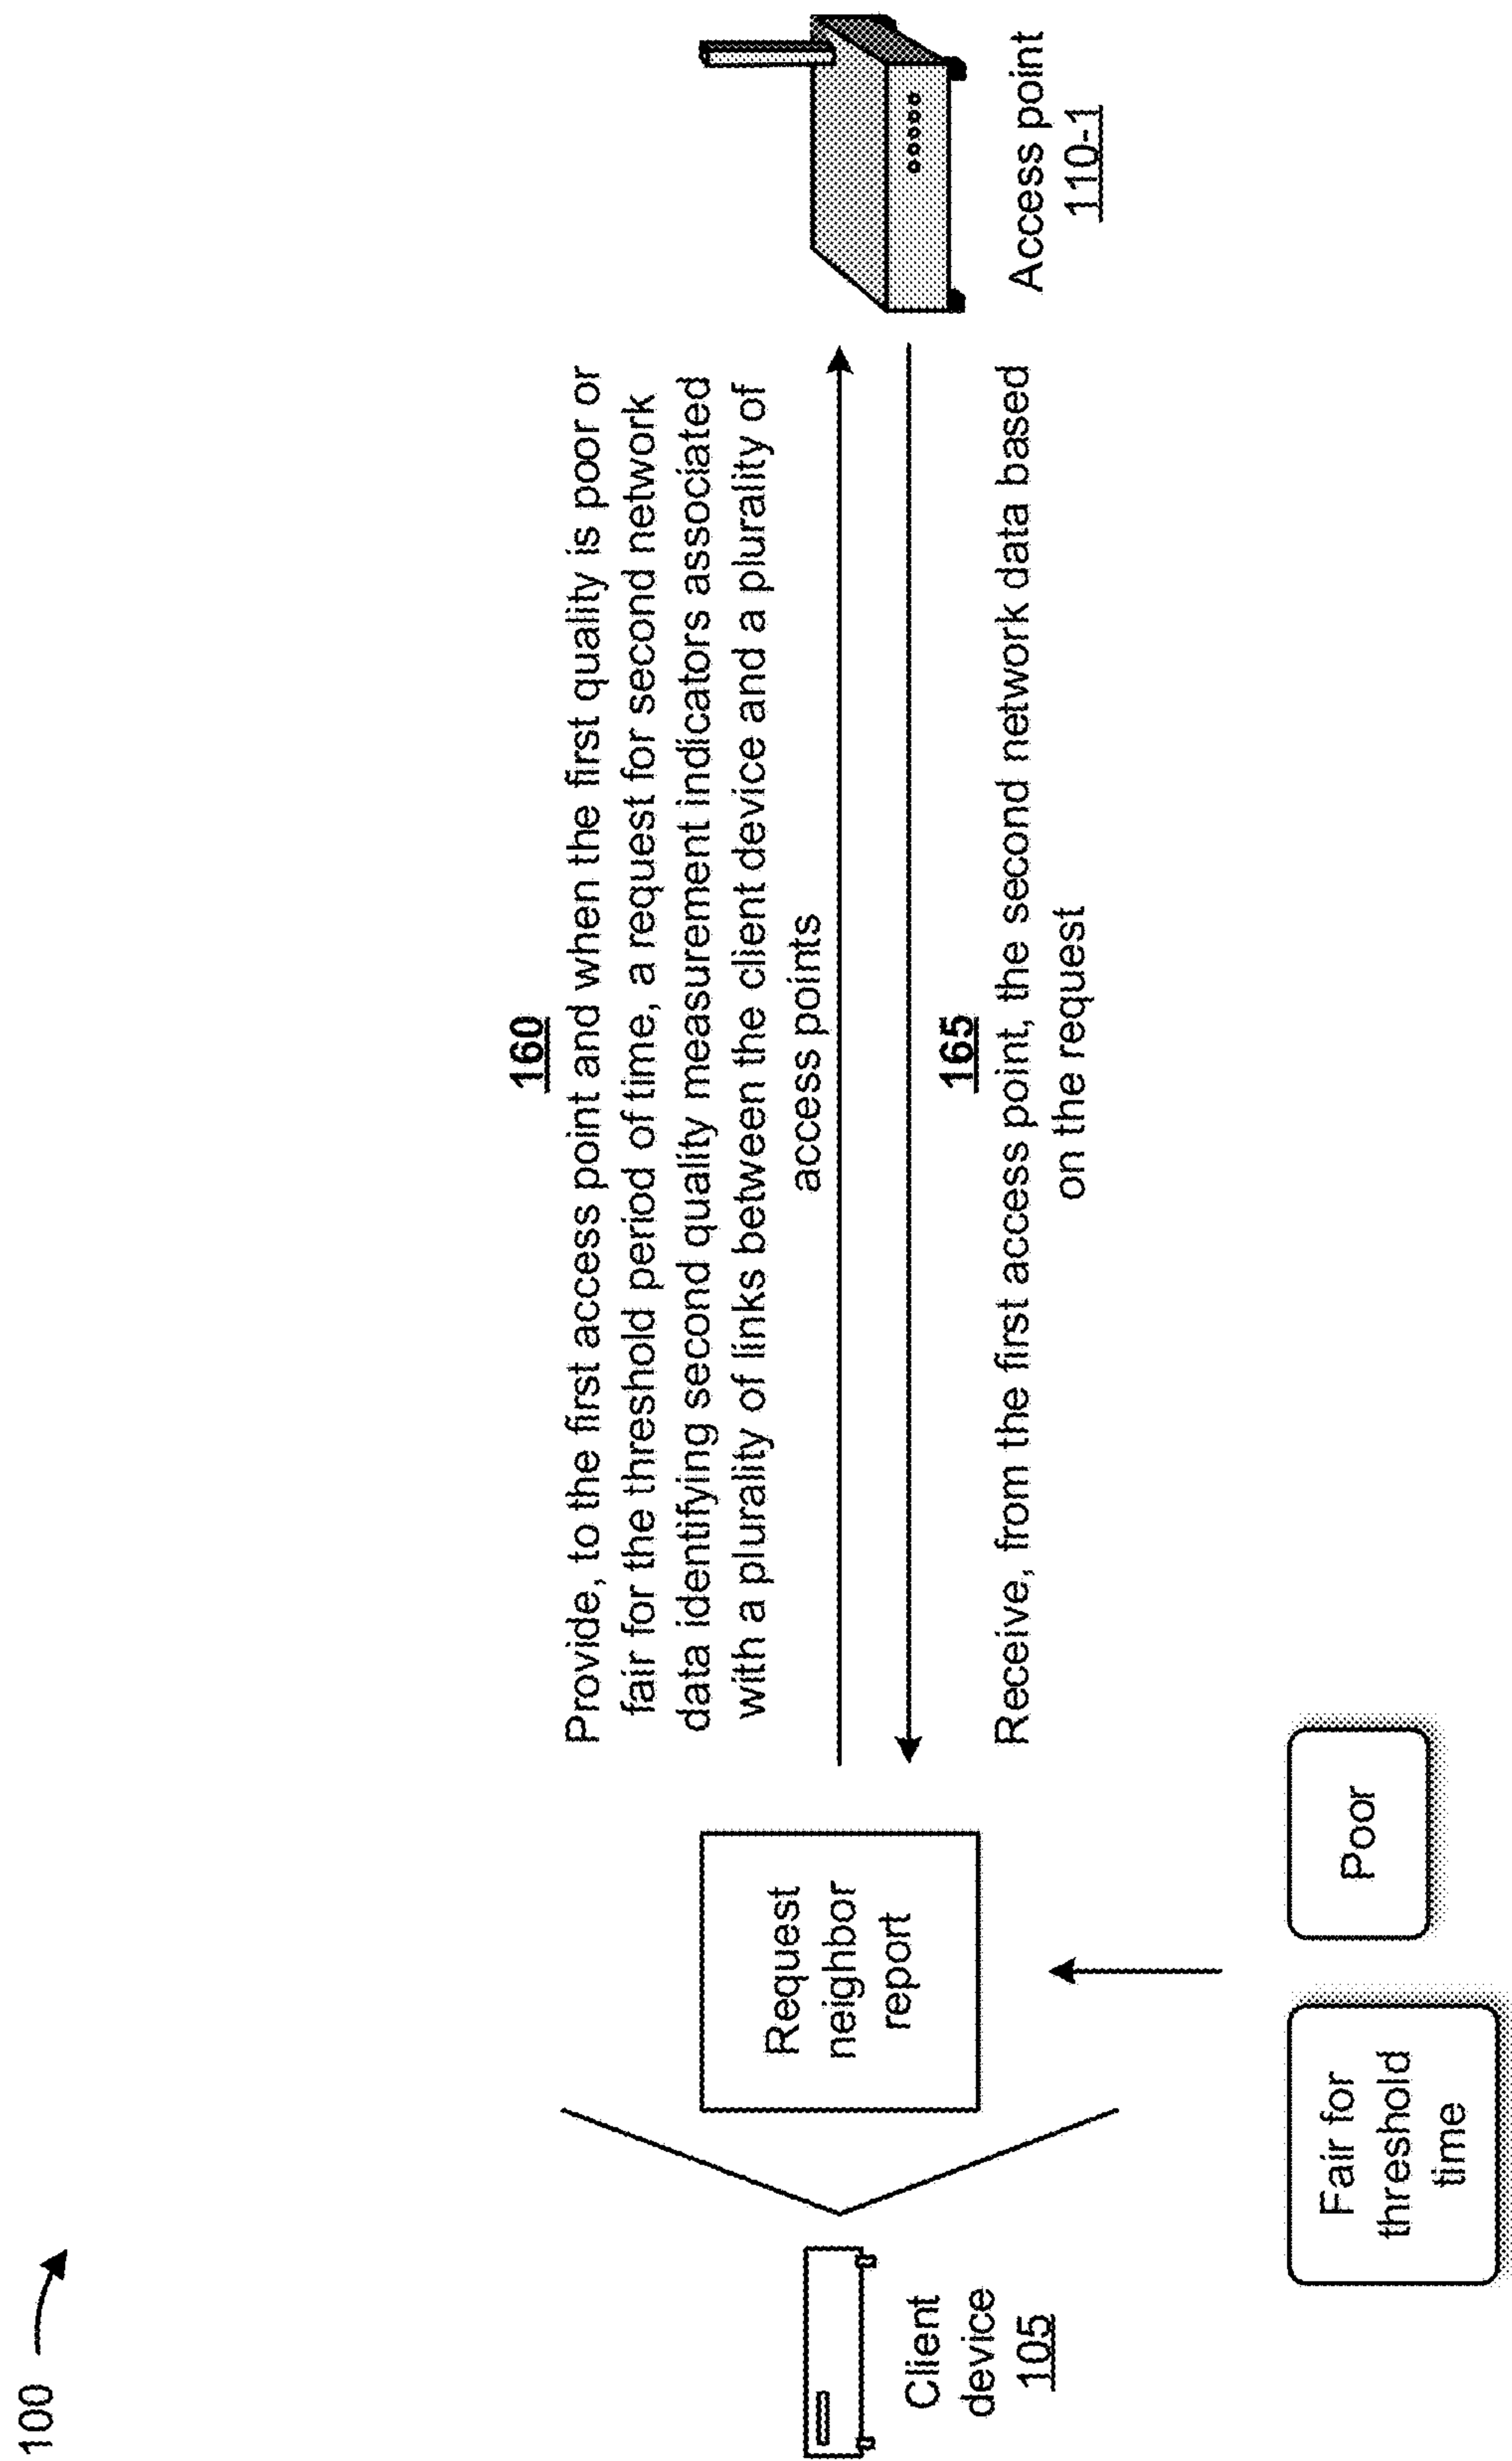 100
160
Provide, to the first access point and when the first quality is poor or
fair for the threshold period of time, a request for second network
data identifying second quality measurement indicators associated
with a plurality of links between the client device and a plurality of
access points
Request
neighbor
report
Client
device
105
Access point
110-1
165
Receive, from the first access point, the second network data based
on the request
Fair for
threshold
time
Poor